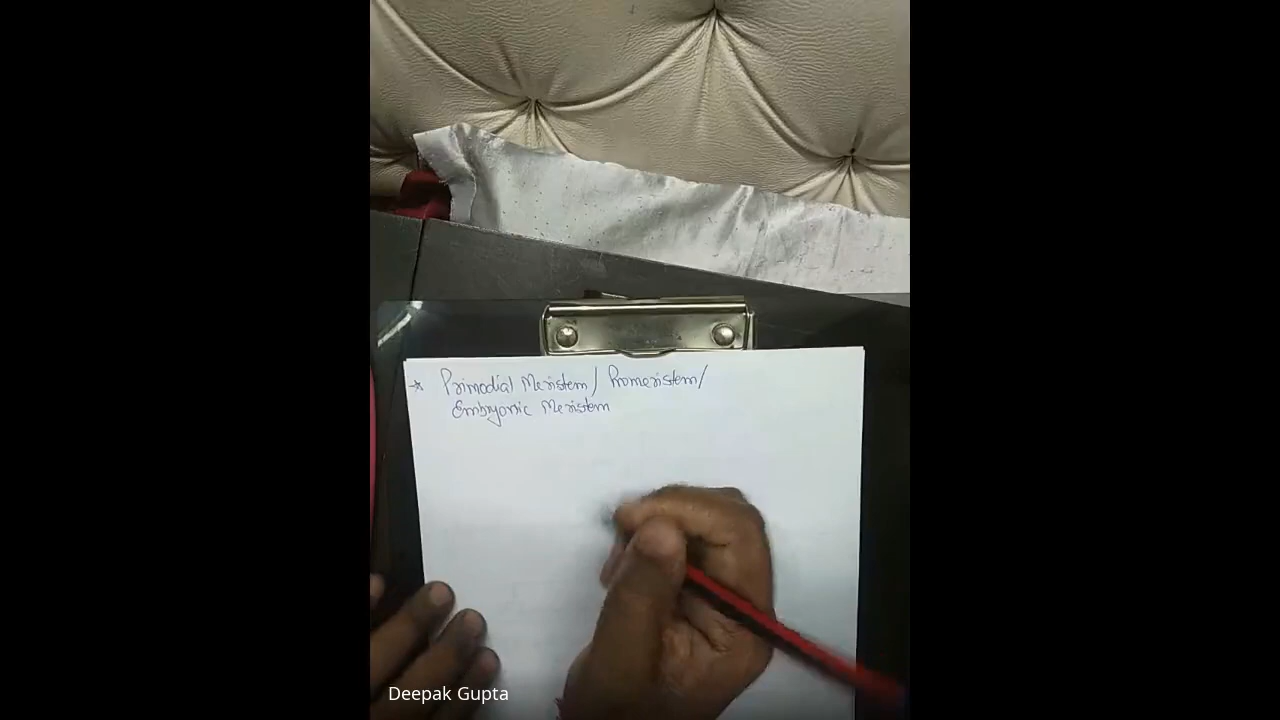 * Primodial Meristem / Promeristem /
Embryonic Meristem
Deepak Gupta